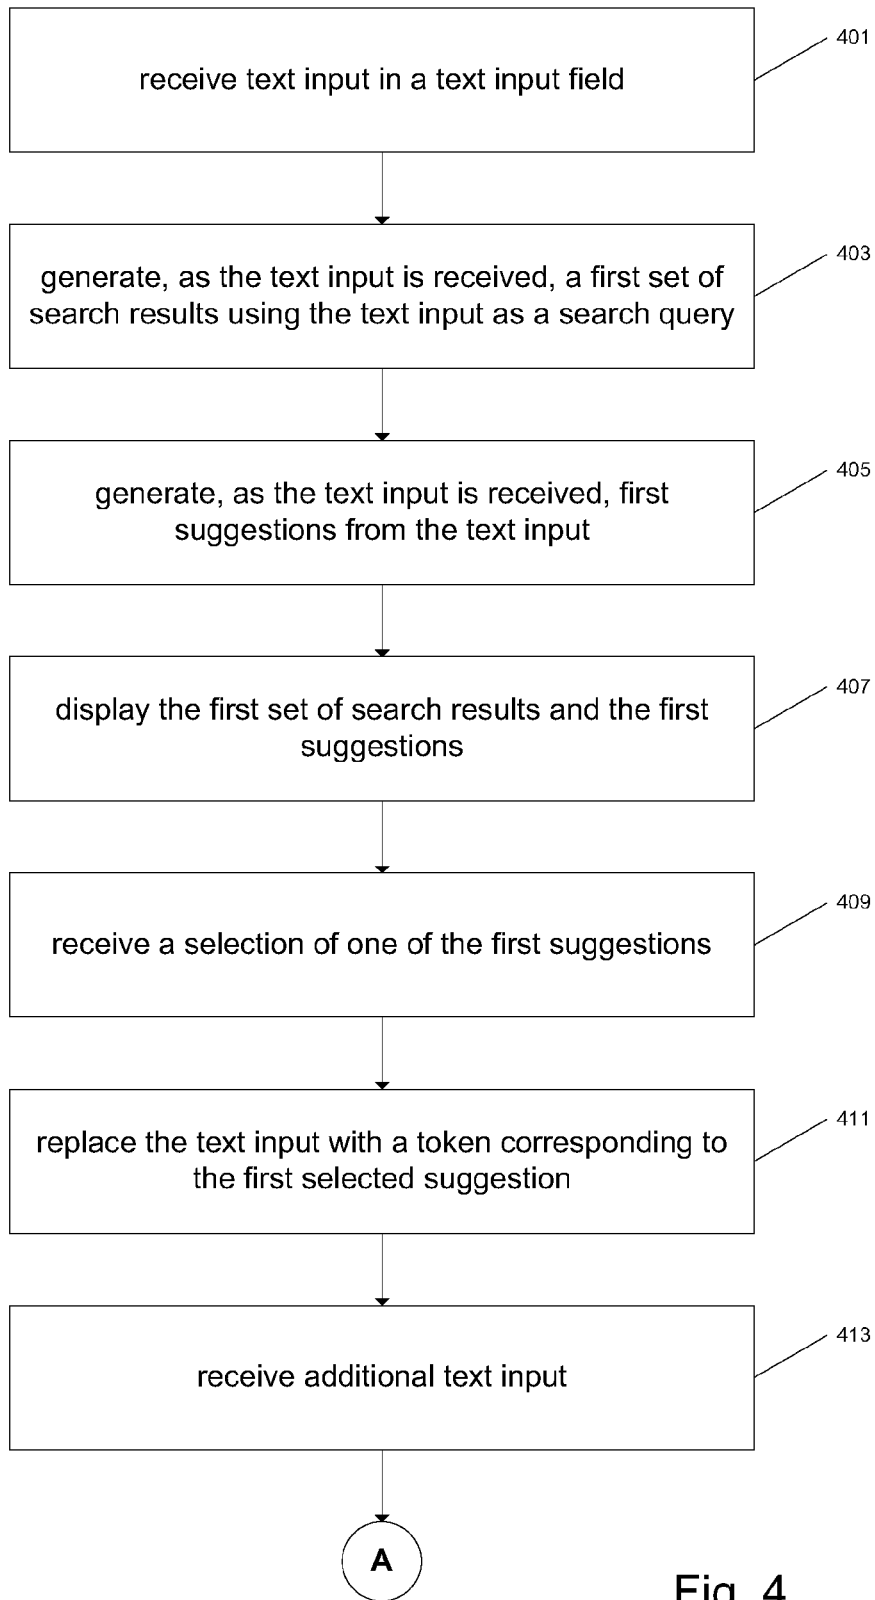 receive text input in a text input field
401
generate, as the text input is received, a first set of
search results using the text input as a search query
403
generate, as the text input is received, first
suggestions from the text input
405
display the first set of search results and the first
suggestions
407
receive a selection of one of the first suggestions
409
replace the text input with a token corresponding to
the first selected suggestion
411
receive additional text input
413
A
Fig. 4